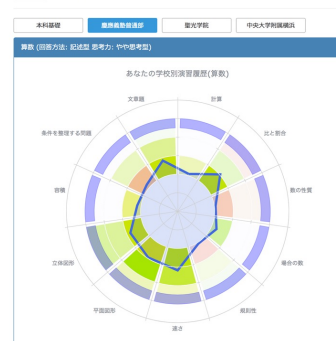 本科基礎
慶應義塾普通部
聖光学院
中央大学附属横浜
算数 (回答方法: 記述型 思考力: やや思考型)
あなたの学校別演習履歴(算数)
文章題
計算
条件を整理する問題
比と割合
容積
数の性質
立体図形
場合の数
平面図形
規則性
速さ